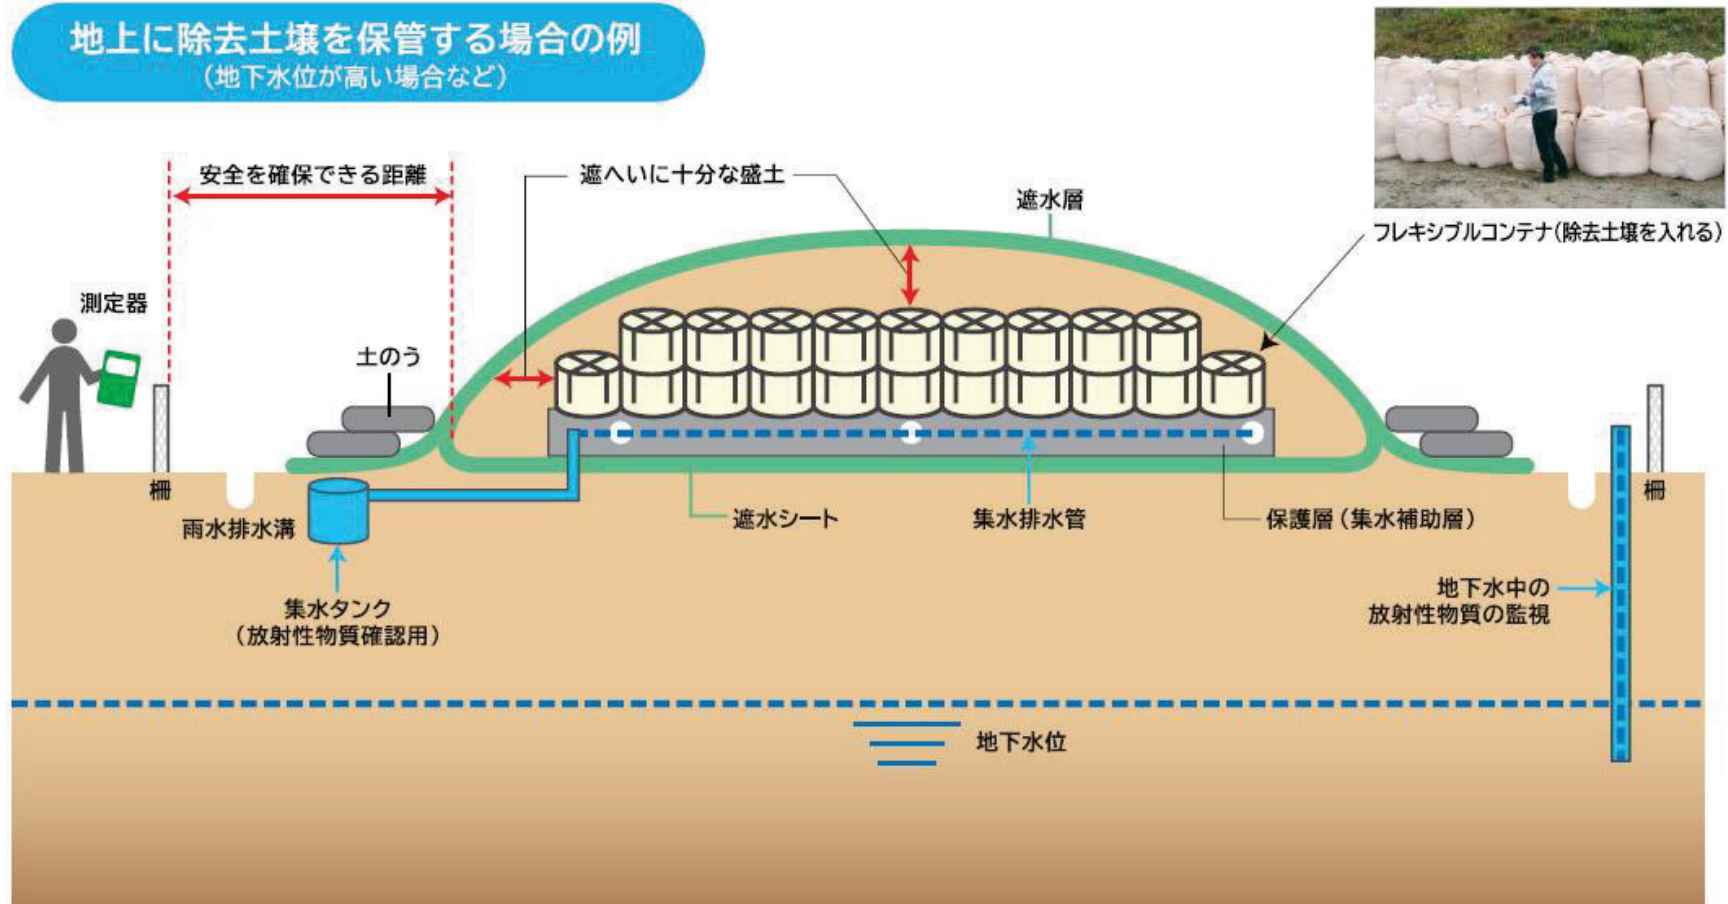 地上に除去土壌を保管する場合の例
（地下水位が高い場合など）
安全を確保できる距離
遮へいに十分な盛土
遮水層
フレキシブルコンテナ（除去土壌を入れる）
測定器
土のう
柵
柵
雨水排水溝
遮水シート
集水排水管
保護層（集水補助層）
集水タンク
（放射性物質確認用）
地下水中の
放射性物質の監視
地下水位